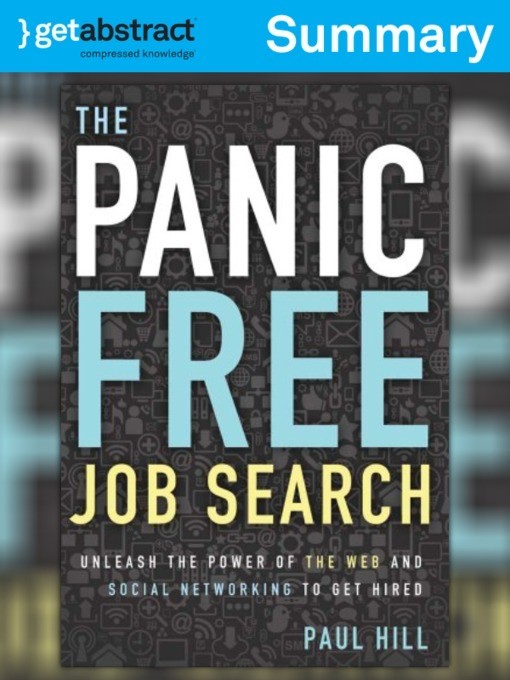 }getabstract
compressed knowledge
Summary
THE
PANIC
FREE
JOB SEARCH
UNLEASH THE POWER OF THE WEB AND
SOCIAL NETWORKING TO GET HIRED
PAUL HILL